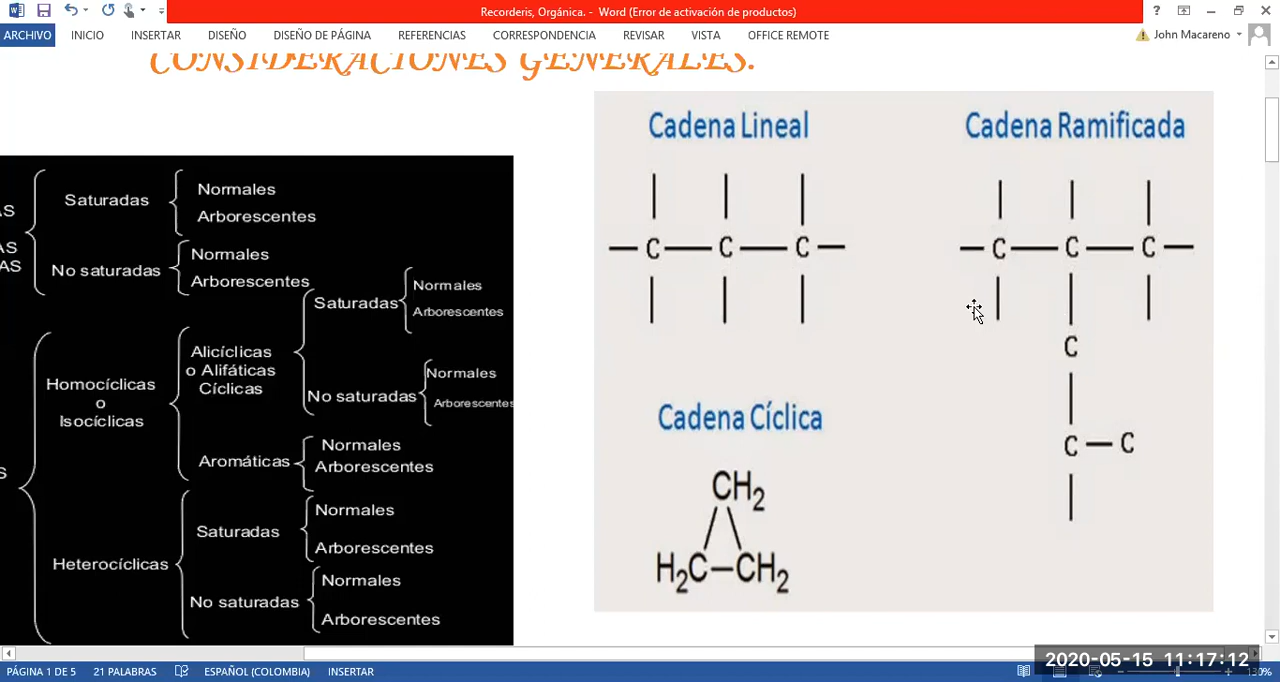 Recorderis, Orgánica. - Word (Error de activación de productos)
ARCHIVO INICIO INSERTAR DISEÑO DISEÑO DE PÁGINA REFERENCIAS CORRESPONDENCIA REVISAR VISTA OFFICE REMOTE John Macareno
CONSIDERACIONES GENERALES.
Saturadas
Normales
Arborescentes
No saturadas
Normales
Arborescentes
Homocíclicas
o
Isocíclicas
Alicíclicas
o Alifáticas
Cíclicas
Saturadas
Normales
Arborescentes
No saturadas
Normales
Arborescentes
Aromáticas
Normales
Arborescentes
Heterocíclicas
Saturadas
Normales
Arborescentes
No saturadas
Normales
Arborescentes
Cadena Lineal
C C C
Cadena Ramificada
C C C
C
C C
Cadena Cíclica
CH2
H2C CH2
2020-05-15 11:17:12
PÁGINA 1 DE 5 21 PALABRAS ESPAÑOL (COLOMBIA) INSERTAR